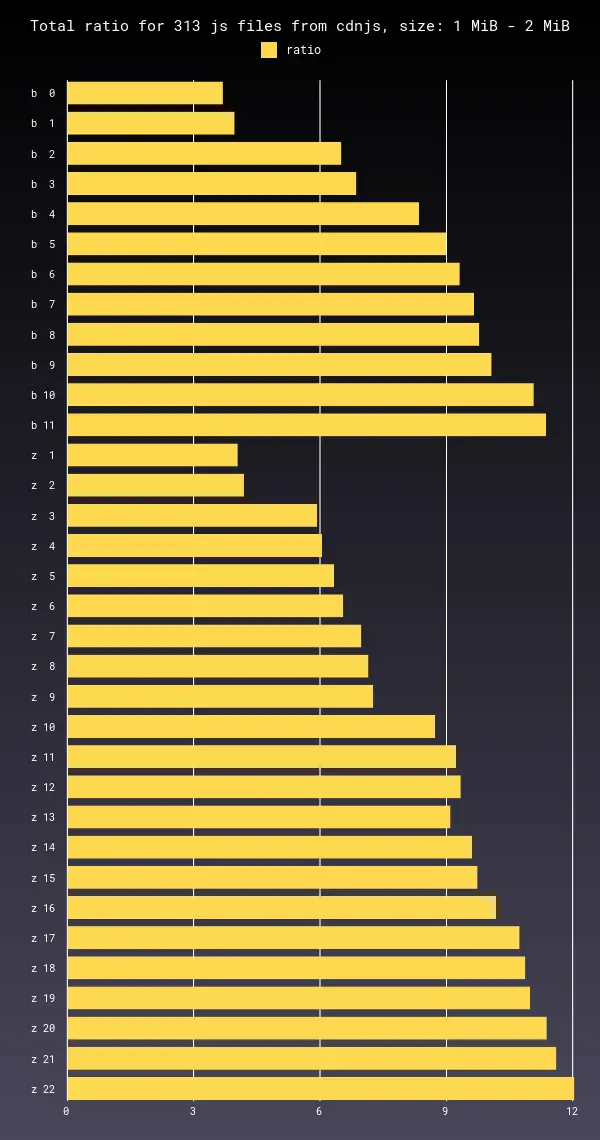 Total ratio for 313 js files from cdnjs, size: 1 MiB - 2 MiB
ratio
b 0
b 1
b 2
b 3
b 4
b 5
b 6
b 7
b 8
b 9
b 10
b 11
z 1
z 2
z 3
z 4
z 5
z 6
z 7
z 8
z 9
z 10
z 11
z 12
z 13
z 14
z 15
z 16
z 17
z 18
z 19
z 20
z 21
z 22
0 3 6 9 12